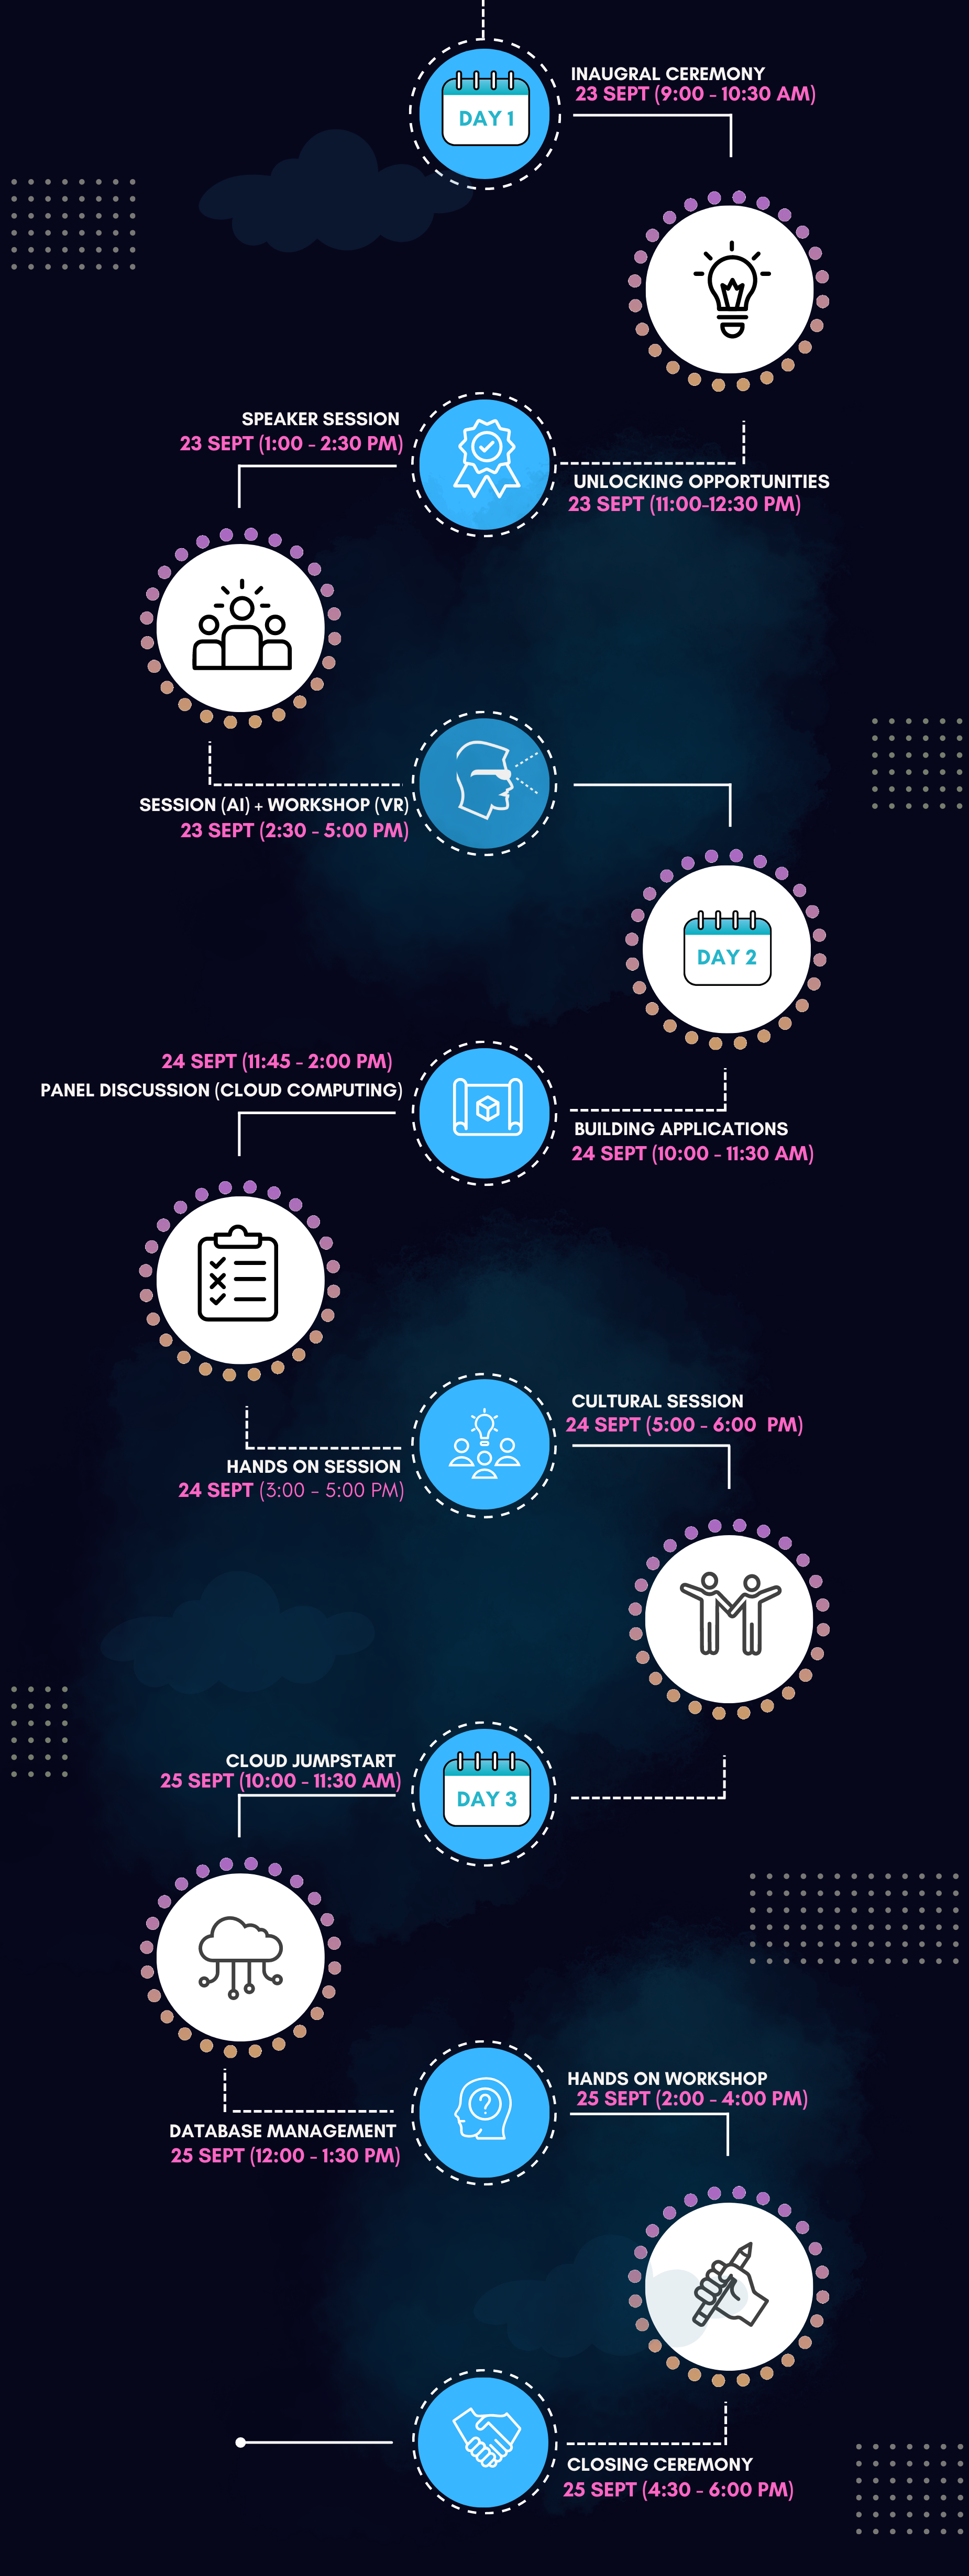 DAY 1
INAUGRAL CEREMONY
23 SEPT (9:00 - 10:30 AM)
SPEAKER SESSION
23 SEPT (1:00 - 2:30 PM)
UNLOCKING OPPORTUNITIES
23 SEPT (11:00-12:30 PM)
SESSION (AI) + WORKSHOP (VR)
23 SEPT (2:30 - 5:00 PM)
DAY 2
24 SEPT (11:45 - 2:00 PM)
PANEL DISCUSSION (CLOUD COMPUTING)
BUILDING APPLICATIONS
24 SEPT (10:00 - 11:30 AM)
CULTURAL SESSION
24 SEPT (5:00 - 6:00 PM)
HANDS ON SESSION
24 SEPT (3:00 - 5:00 PM)
CLOUD JUMPSTART
25 SEPT (10:00 - 11:30 AM)
DAY 3
HANDS ON WORKSHOP
25 SEPT (2:00 - 4:00 PM)
DATABASE MANAGEMENT
25 SEPT (12:00 - 1:30 PM)
CLOSING CEREMONY
25 SEPT (4:30 - 6:00 PM)